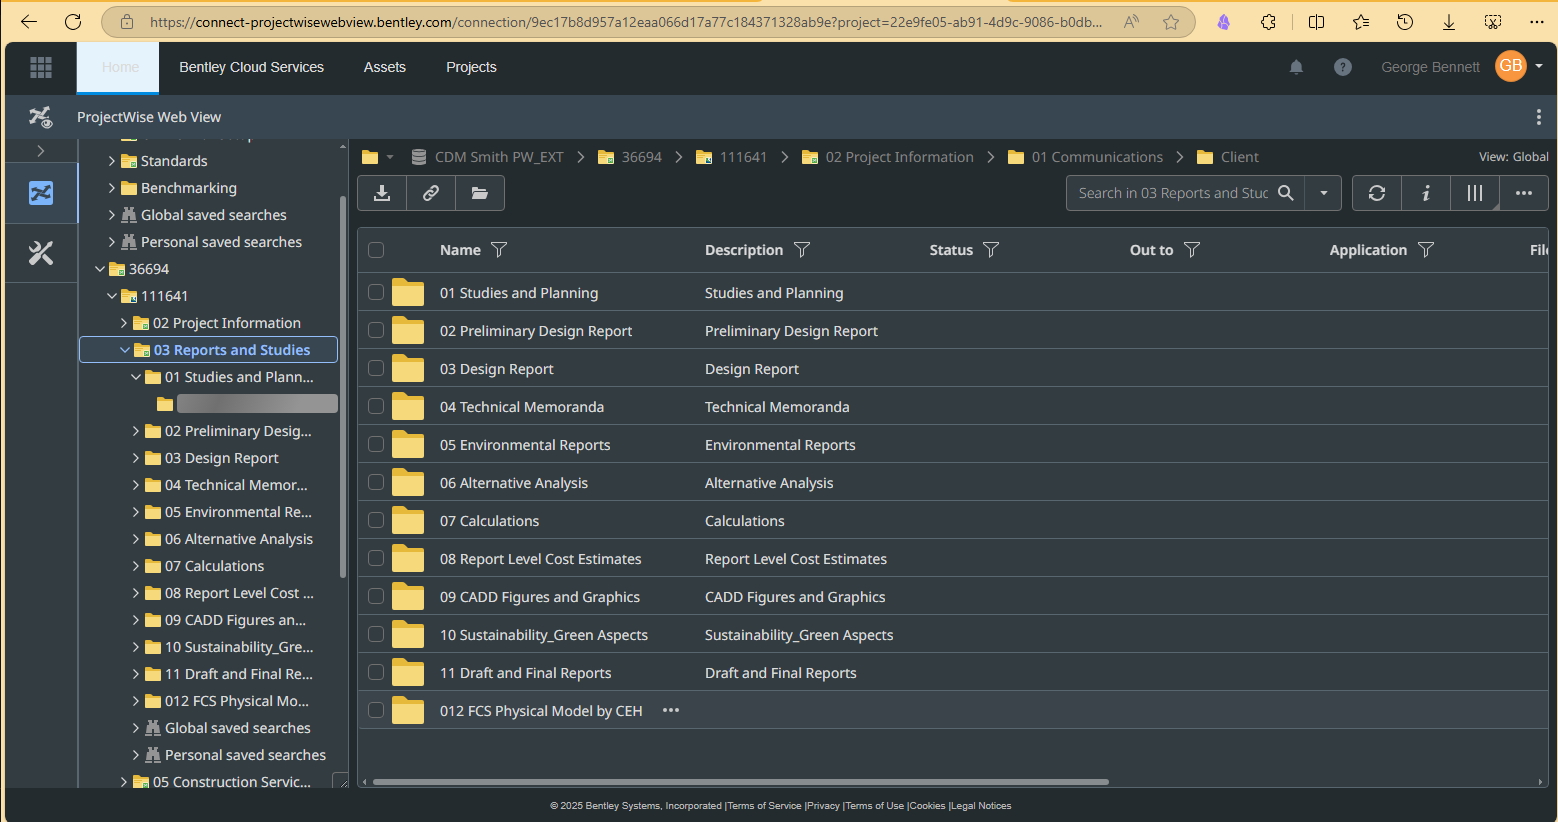 https://connect-projectwisewebview.bentley.com/connection/9ec17b8d957a12eaa066d17a77c184371328ab9e?project=22e9fe05-ab91-4d9c-9086-b0db...
Home Bentley Cloud Services Assets Projects George Bennett GB
ProjectWise Web View
Standards
Benchmarking
Global saved searches
Personal saved searches
36694
111641
02 Project Information
03 Reports and Studies
01 Studies and Plann...
02 Preliminary Desig...
03 Design Report
04 Technical Memor...
05 Environmental Re...
06 Alternative Analysis
07 Calculations
08 Report Level Cost ...
09 CADD Figures an...
10 Sustainability_Gre...
11 Draft and Final Re...
012 FCS Physical Mo...
Global saved searches
Personal saved searches
05 Construction Servic...
CDM Smith PW_EXT > 36694 > 111641 > 02 Project Information > 01 Communications > Client
View: Global
Search in 03 Reports and Stud
Name Description Status Out to Application File
01 Studies and Planning Studies and Planning
02 Preliminary Design Report Preliminary Design Report
03 Design Report Design Report
04 Technical Memoranda Technical Memoranda
05 Environmental Reports Environmental Reports
06 Alternative Analysis Alternative Analysis
07 Calculations Calculations
08 Report Level Cost Estimates Report Level Cost Estimates
09 CADD Figures and Graphics CADD Figures and Graphics
10 Sustainability_Green Aspects Sustainability_Green Aspects
11 Draft and Final Reports Draft and Final Reports
012 FCS Physical Model by CEH
© 2025 Bentley Systems, Incorporated |Terms of Service |Privacy |Terms of Use |Cookies |Legal Notices